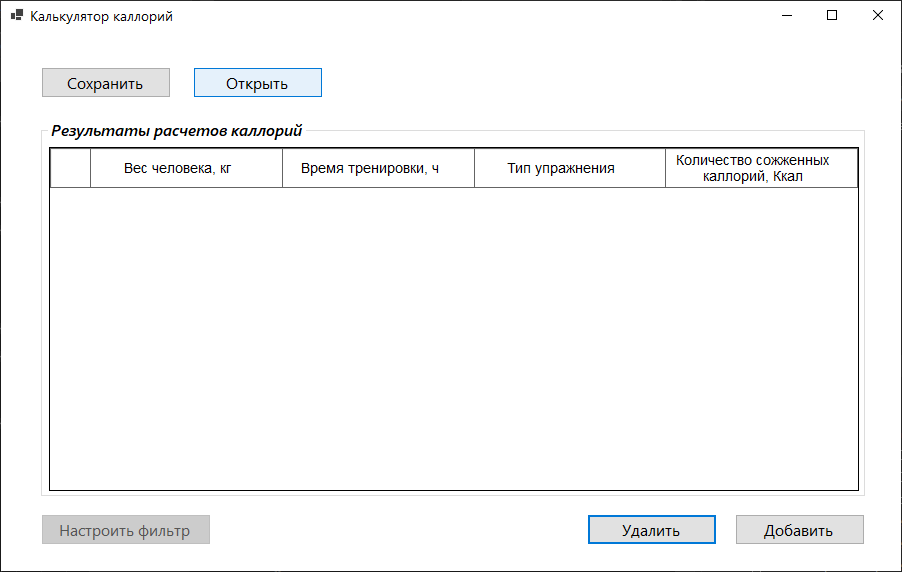 Калькулятор каллорий
Сохранить
Открыть
Результаты расчетов каллорий
Вес человека, кг
Время тренировки, ч
Тип упражнения
Количество сожженных
каллорий, Ккал
Настроить фильтр
Удалить
Добавить